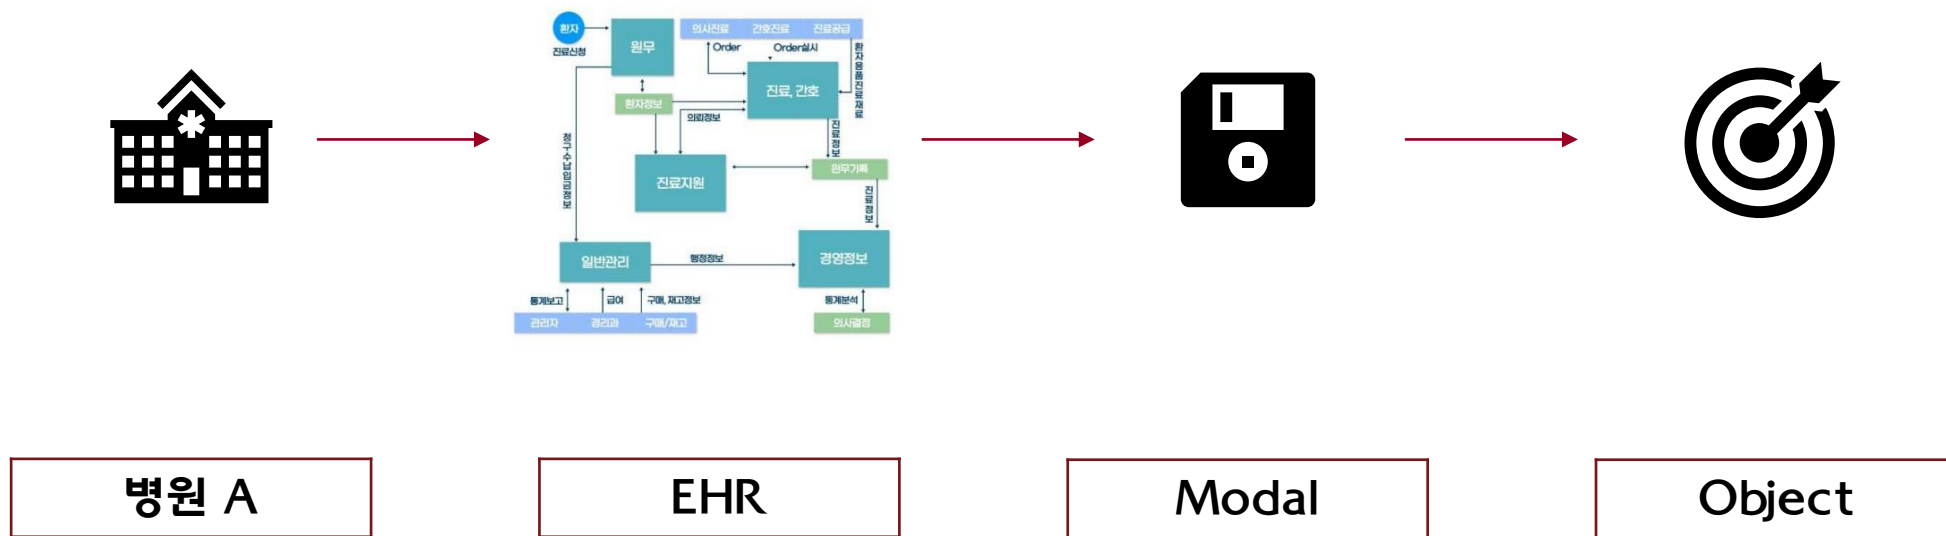 환자
진료신청
원무
의사진료 간호진료 진료공급
Order
Order실시
환자용품진료재료
진료, 간호
환자정보
의뢰정보
청구수납입금정보
진료정보
진료지원
원무기록
진료정보
일반관리
행정정보
경영정보
통계보고
급여
구매, 재고정보
통계분석
관리자 경리과 구매/재고
의사결정
병원 A
EHR
Modal
Object